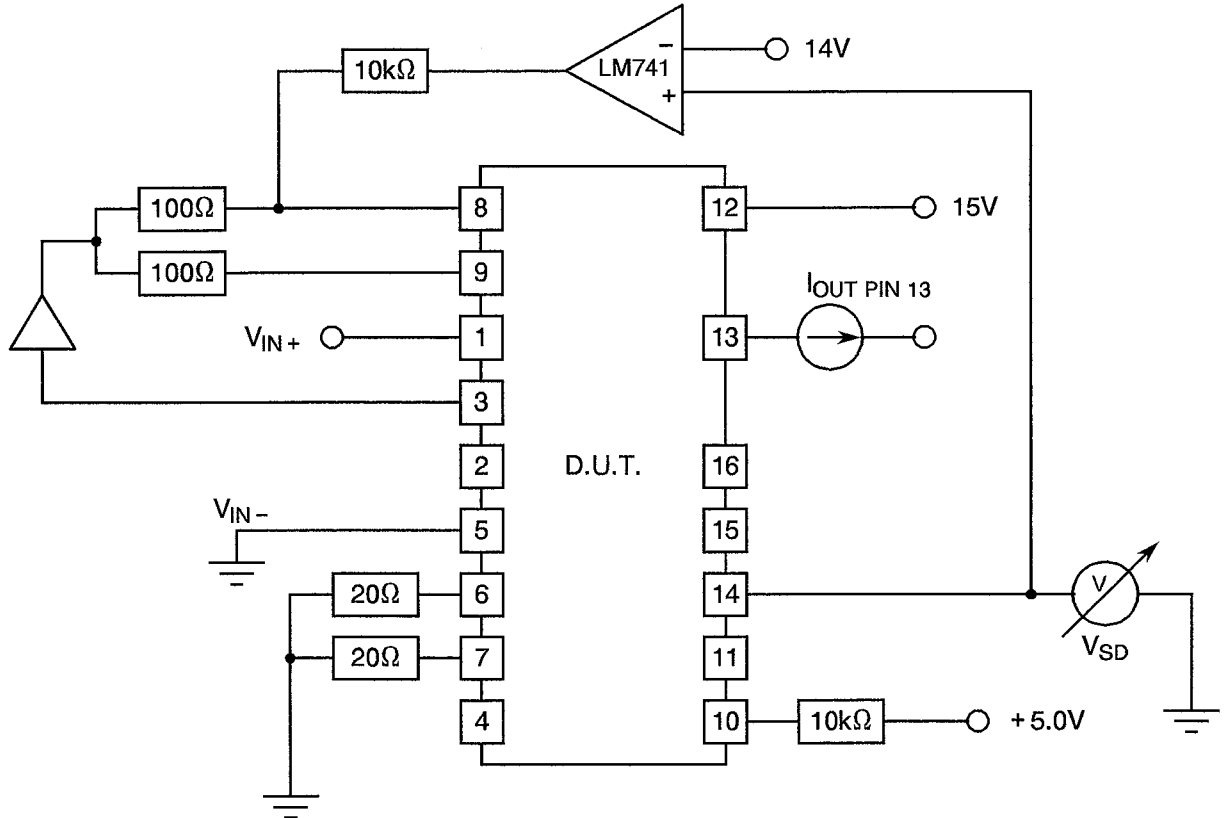 − 14V
10kΩ LM741
+
100Ω 8 12 15V
100Ω 9
I_OUT PIN 13
V_IN+ 1 13
3
2 D.U.T. 16
V_IN− 5 15
20Ω 6 14 V
V_SD
20Ω 7 11
4 10 10kΩ +5.0V